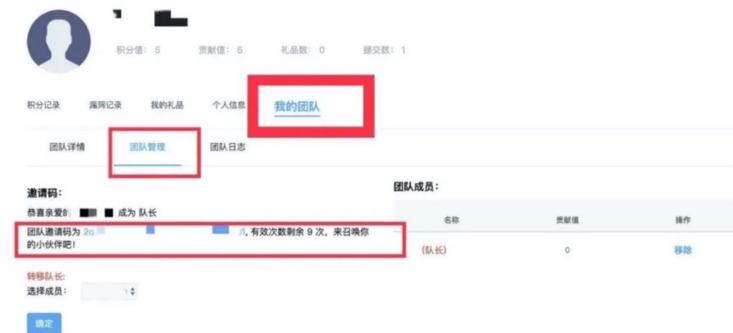 积分值: 5 贡献值: 5 礼品数: 0 提交数: 1
积分记录 漏洞记录 我的礼品 个人信息 我的团队
团队详情 团队管理 团队日志
邀请码:
恭喜亲爱的 成为 队长
团队邀请码为 , 有效次数剩余 9 次, 来召唤你
的小伙伴吧!
转移队长:
选择成员:
确定
团队成员:
名称 贡献值 操作
(队长) 0 移除